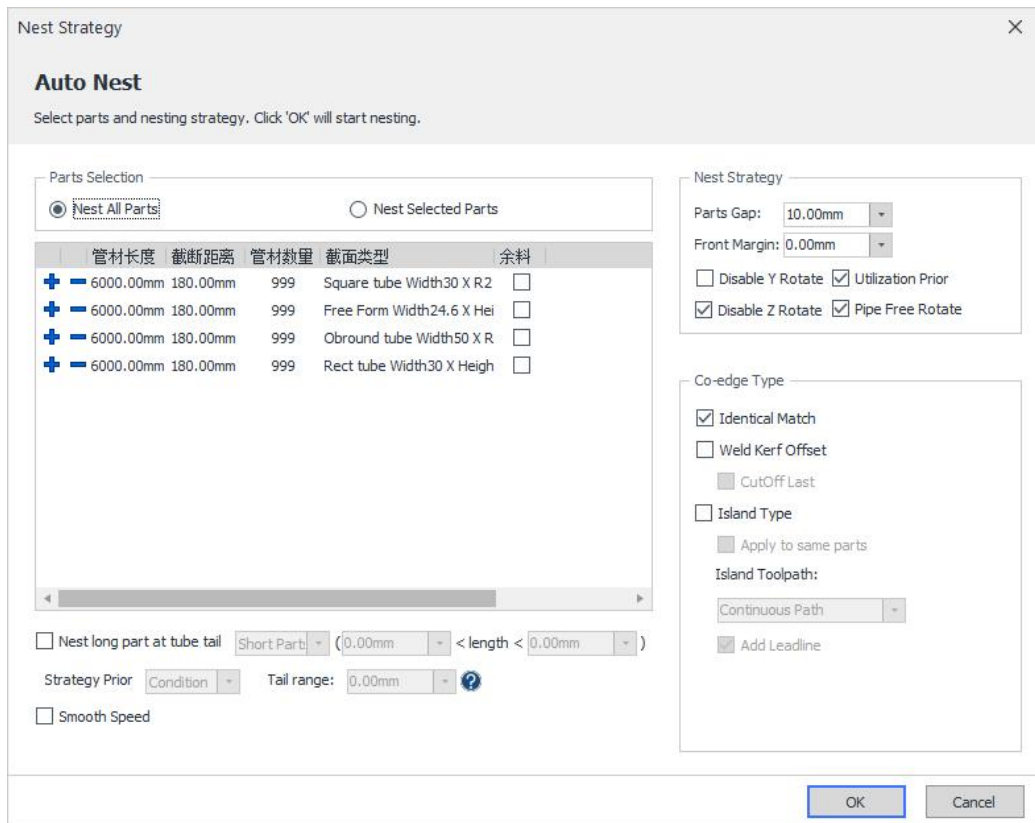 Nest Strategy
Auto Nest
Select parts and nesting strategy. Click 'OK' will start nesting.
Parts Selection
Nest All Parts
Nest Selected Parts
管材长度 截断距离 管材数量 截面类型 余料
6000.00mm 180.00mm 999 Square tube Width30 X R2
6000.00mm 180.00mm 999 Free Form Width24.6 X Hei
6000.00mm 180.00mm 999 Obround tube Width50 X R
6000.00mm 180.00mm 999 Rect tube Width30 X Heigh
Nest long part at tube tail Short Part: ( 0.00mm < length < 0.00mm )
Strategy Prior Condition Tail range: 0.00mm ?
Smooth Speed
Nest Strategy
Parts Gap: 10.00mm
Front Margin: 0.00mm
Disable Y Rotate Utilization Prior
Disable Z Rotate Pipe Free Rotate
Co-edge Type
Identical Match
Weld Kerf Offset
CutOff Last
Island Type
Apply to same parts
Island Toolpath:
Continuous Path
Add Leadline
OK Cancel